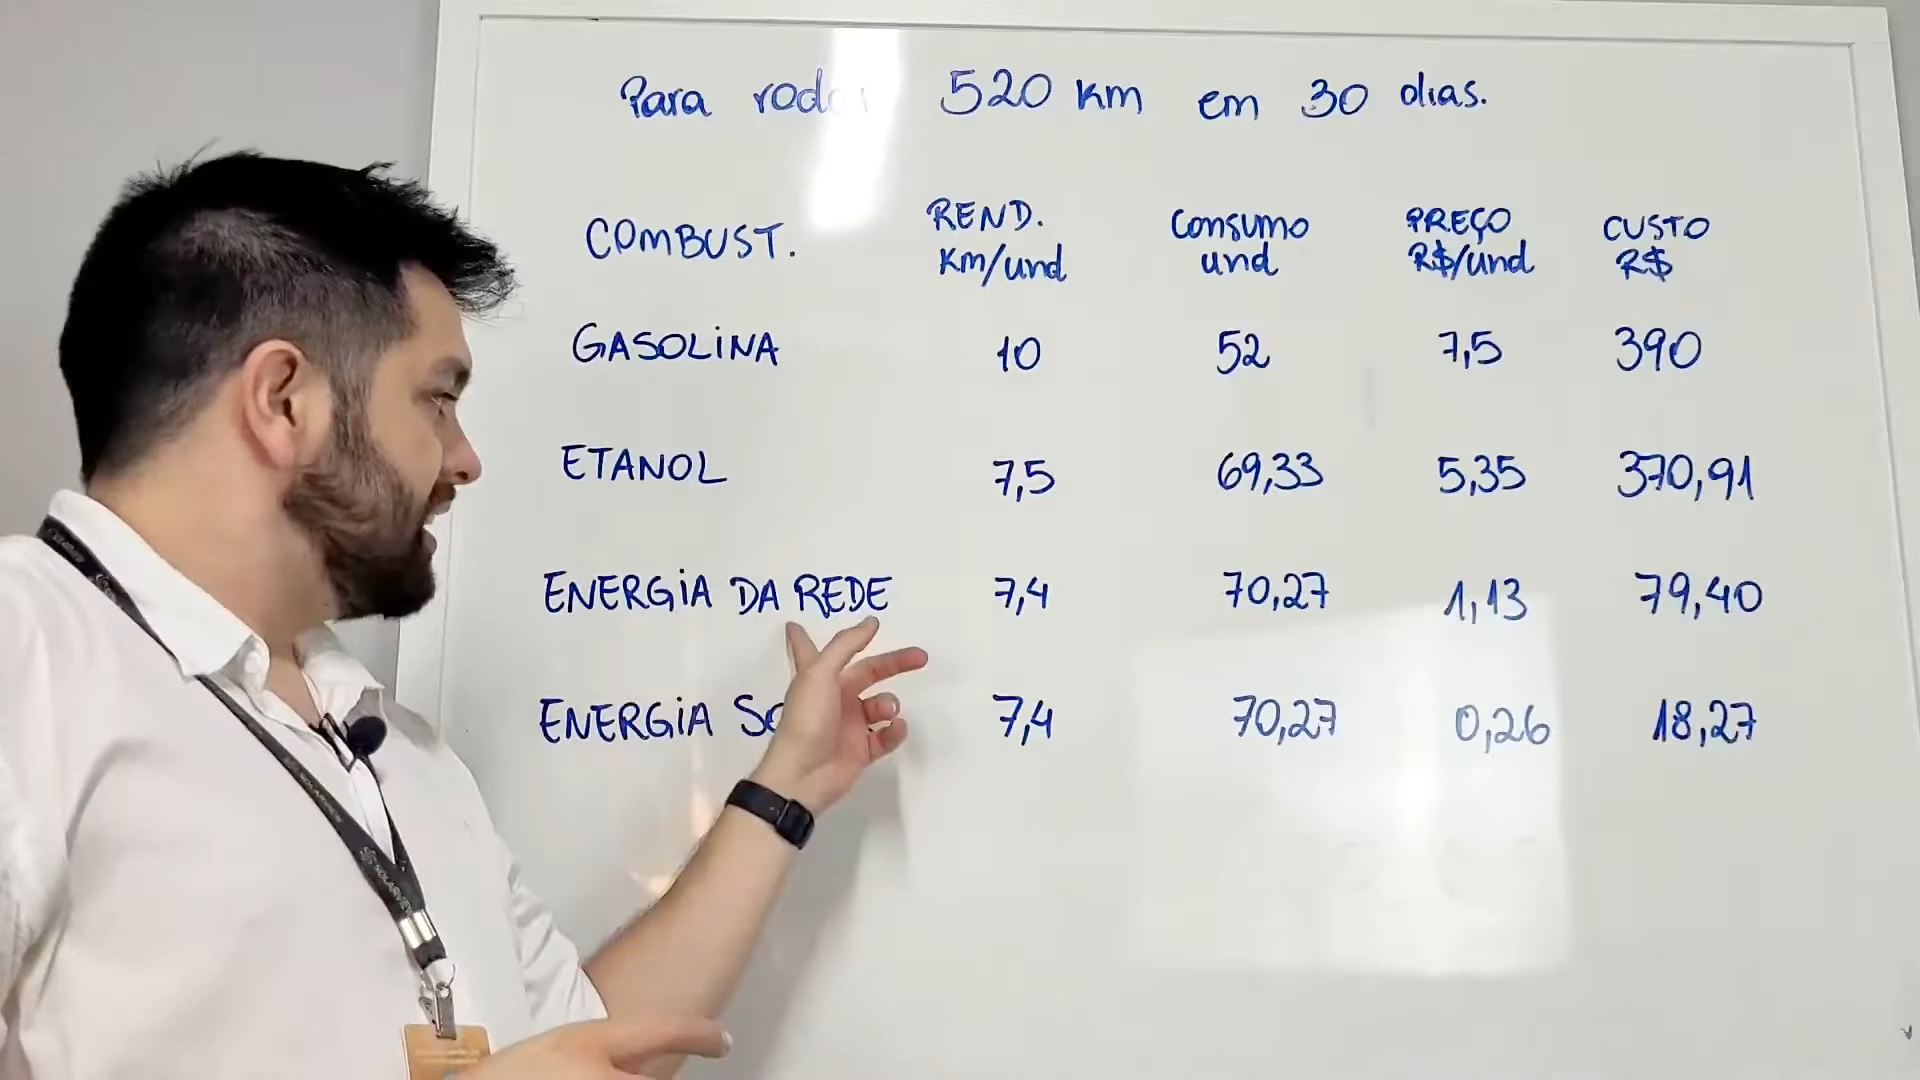 Para 520 km em 30 dias.
COMBUST. REND. Km/und Consumo und PREÇO R$/und CUSTO R$
GASOLINA 10 52 7,5 390
ETANOL 7,5 69,33 5,35 370,91
ENERGIA DA REDE 7,4 70,27 1,13 79,40
ENERGIA 7,4 70,27 0,26 18,27